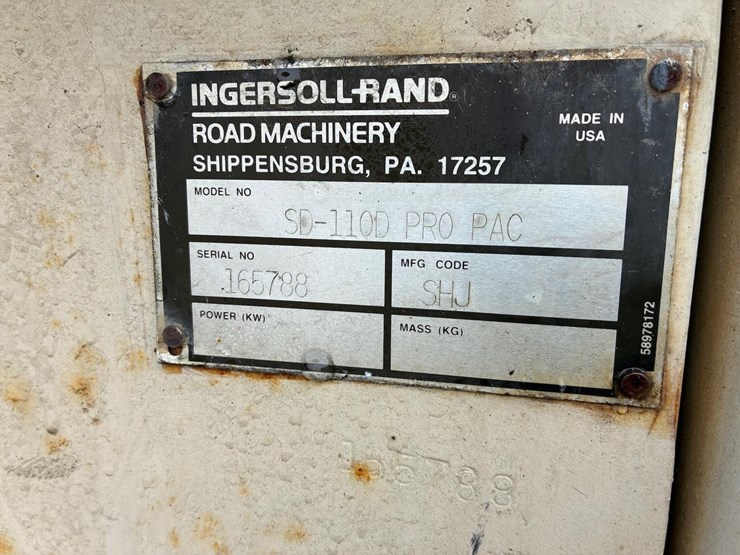 INGERSOLL-RAND®
ROAD MACHINERY
SHIPPENSBURG, PA. 17257
MADE IN
USA
MODEL NO
SD-110D PRO PAC
SERIAL NO
165788
MFG CODE
SHJ
POWER (KW)
MASS (KG)
58978172
165788